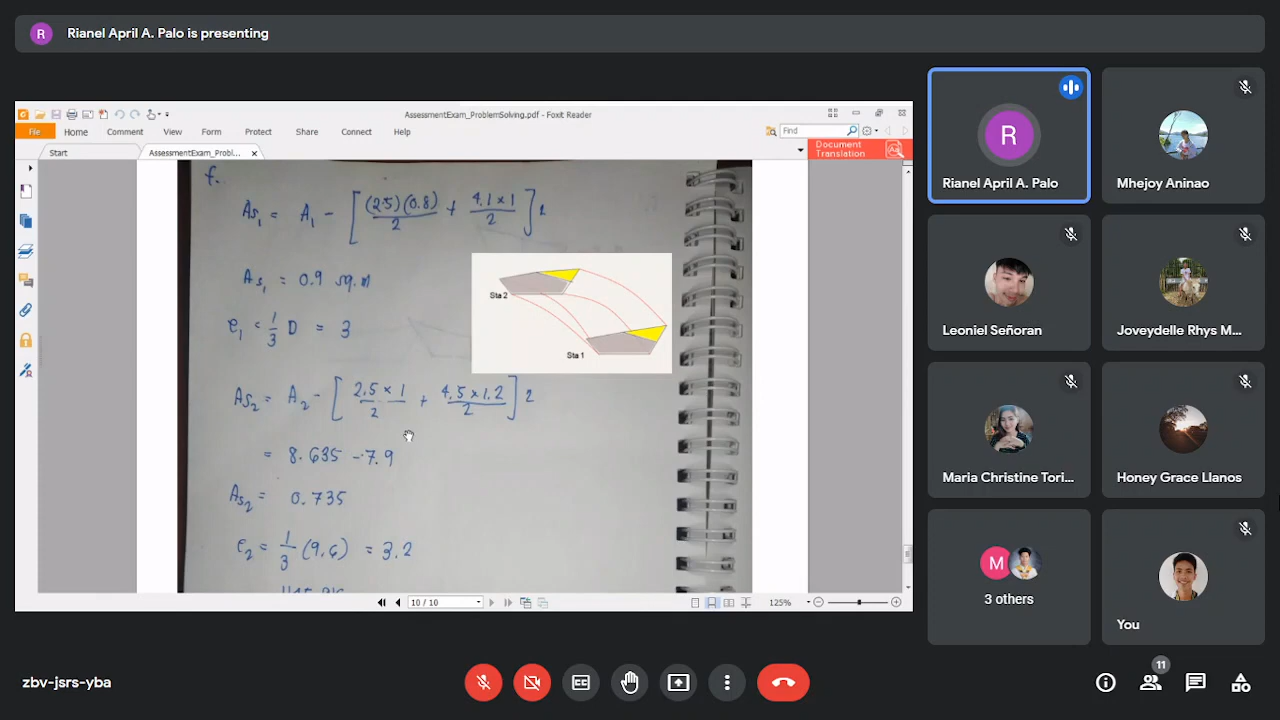 R Rianel April A. Palo is presenting
AssessmentExam_ProblemSolving.pdf - Foxit Reader
File Home Comment View Form Protect Share Connect Help
Find
Start
AssessmentExam_Probl...
Document Translation
f.
As₁ = A₁ - [(2.5)(0.8)/2 + 4.1 x 1/2] 2
As₁ = 0.9 sq.m
e₁ = 1/3 D = 3
As₂ = A₂ - [2.5 x 1/2 + 4.5 x 1.2/2] 2
= 8.635 - 7.9
As₂ = 0.735
e₂ = 1/3 (9.6) = 3.2
Sta 2
Sta 1
10 / 10
125%
R
Rianel April A. Palo
Mhejoy Aninao
Leoniel Señoran
Joveydelle Rhys M...
Maria Christine Tori...
Honey Grace Llanos
M
3 others
You
zbv-jsrs-yba
11